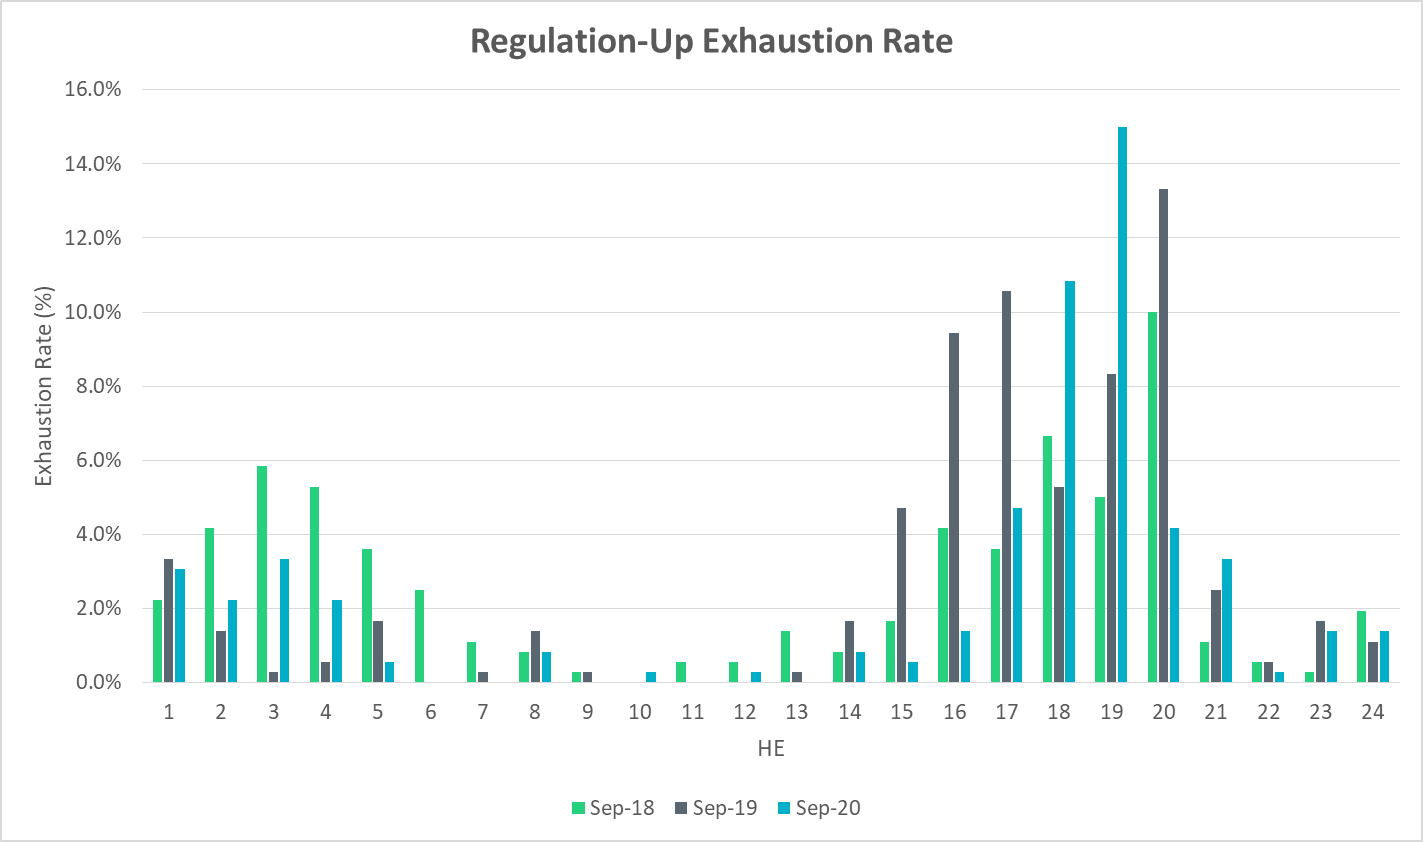 Regulation-Up Exhaustion Rate
16.0%
14.0%
12.0%
10.0%
8.0%
6.0%
4.0%
2.0%
0.0%
Exhaustion Rate (%)
1 2 3 4 5 6 7 8 9 10 11 12 13 14 15 16 17 18 19 20 21 22 23 24
HE
Sep-18 Sep-19 Sep-20